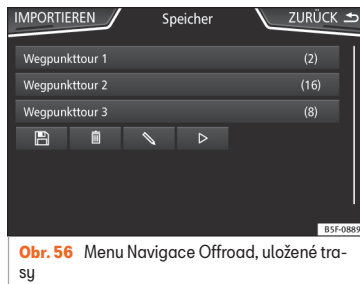 IMPORTIEREN Speicher ZURÜCK
Wegpunkttour 1 (2)
Wegpunkttour 2 (16)
Wegpunkttour 3 (8)
B5F-0889
Obr. 56 Menu Navigace Offroad, uložené tra-
sy